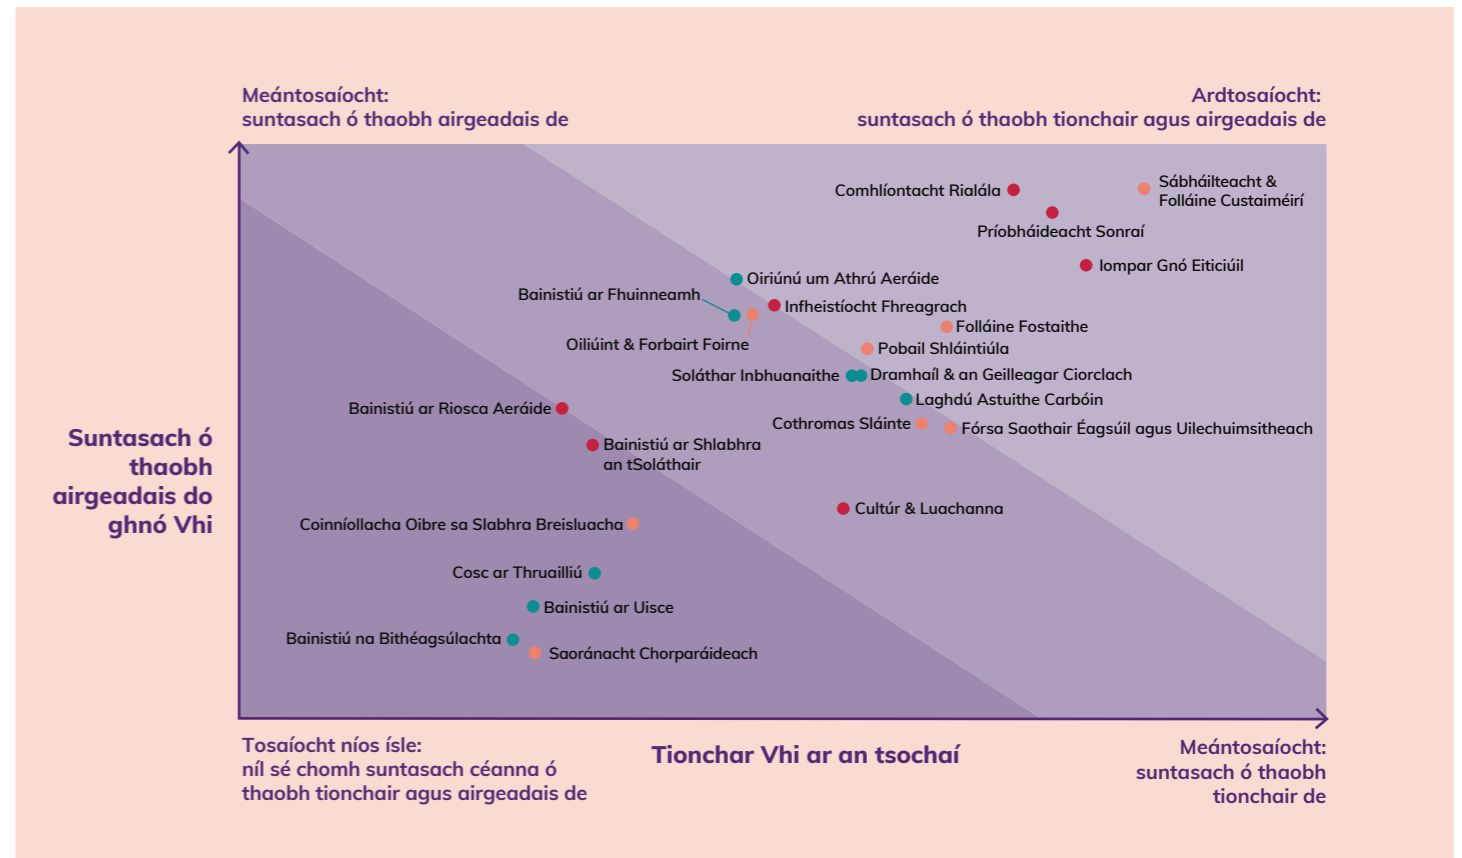 Meántosaíocht:
suntasach ó thaobh airgeadais de
Ardtosaíocht:
suntasach ó thaobh tionchair agus airgeadais de
Comhlíontacht Rialála
Sábháilteacht &
Folláine Custaiméirí
Príobháideacht Sonraí
Iompar Gnó Eiticiúil
Oiriúnú um Athrú Aeráide
Bainistiú ar Fhuinneamh
Infheistíocht Fhreagrach
Folláine Fostaithe
Oiliúint & Forbairt Foirne
Pobail Shláintiúla
Soláthar Inbhuanaithe
Dramhaíl & an Geilleagar Ciorclach
Laghdú Astuithe Carbóin
Bainistiú ar Riosca Aeráide
Cothromas Sláinte
Fórsa Saothair Éagsúil agus Uilechuimsitheach
Bainistiú ar Shlabhra
an tSoláthair
Suntasach ó
thaobh
airgeadais do
ghnó Vhi
Cultúr & Luachanna
Coinníollacha Oibre sa Slabhra Breisluacha
Cosc ar Thruailliú
Bainistiú ar Uisce
Bainistiú na Bithéagsúlachta
Saoránacht Chorparáideach
Tosaíocht níos ísle:
níl sé chomh suntasach céanna ó
thaobh tionchair agus airgeadais de
Tionchar Vhi ar an tsochaí
Meántosaíocht:
suntasach ó thaobh
tionchair de